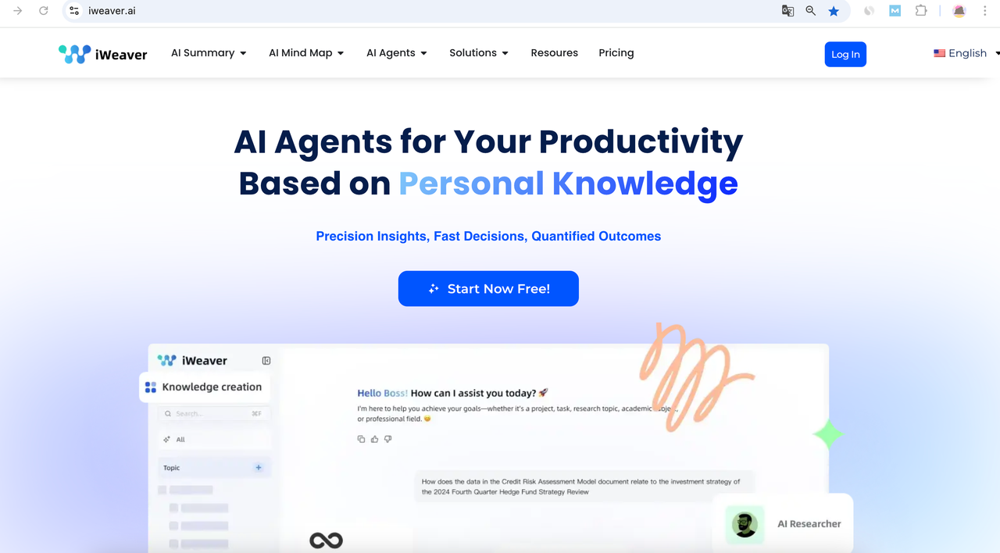 iweaver.ai
iWeaver
AI Summary
AI Mind Map
AI Agents
Solutions
Resoures
Pricing
Log In
English
AI Agents for Your Productivity
Based on Personal Knowledge
Precision Insights, Fast Decisions, Quantified Outcomes
Start Now Free!
iWeaver
Knowledge creation
Search... ⌘F
All
Topic +
Hello Boss! How can I assist you today? 🚀
I'm here to help you achieve your goals—whether it's a project, task, research topic, academic
or professional field. 😄
How does the data in the Credit Risk Assessment Model document relate to the investment strategy of
the 2024 Fourth Quarter Hedge Fund Strategy Review
AI Researcher